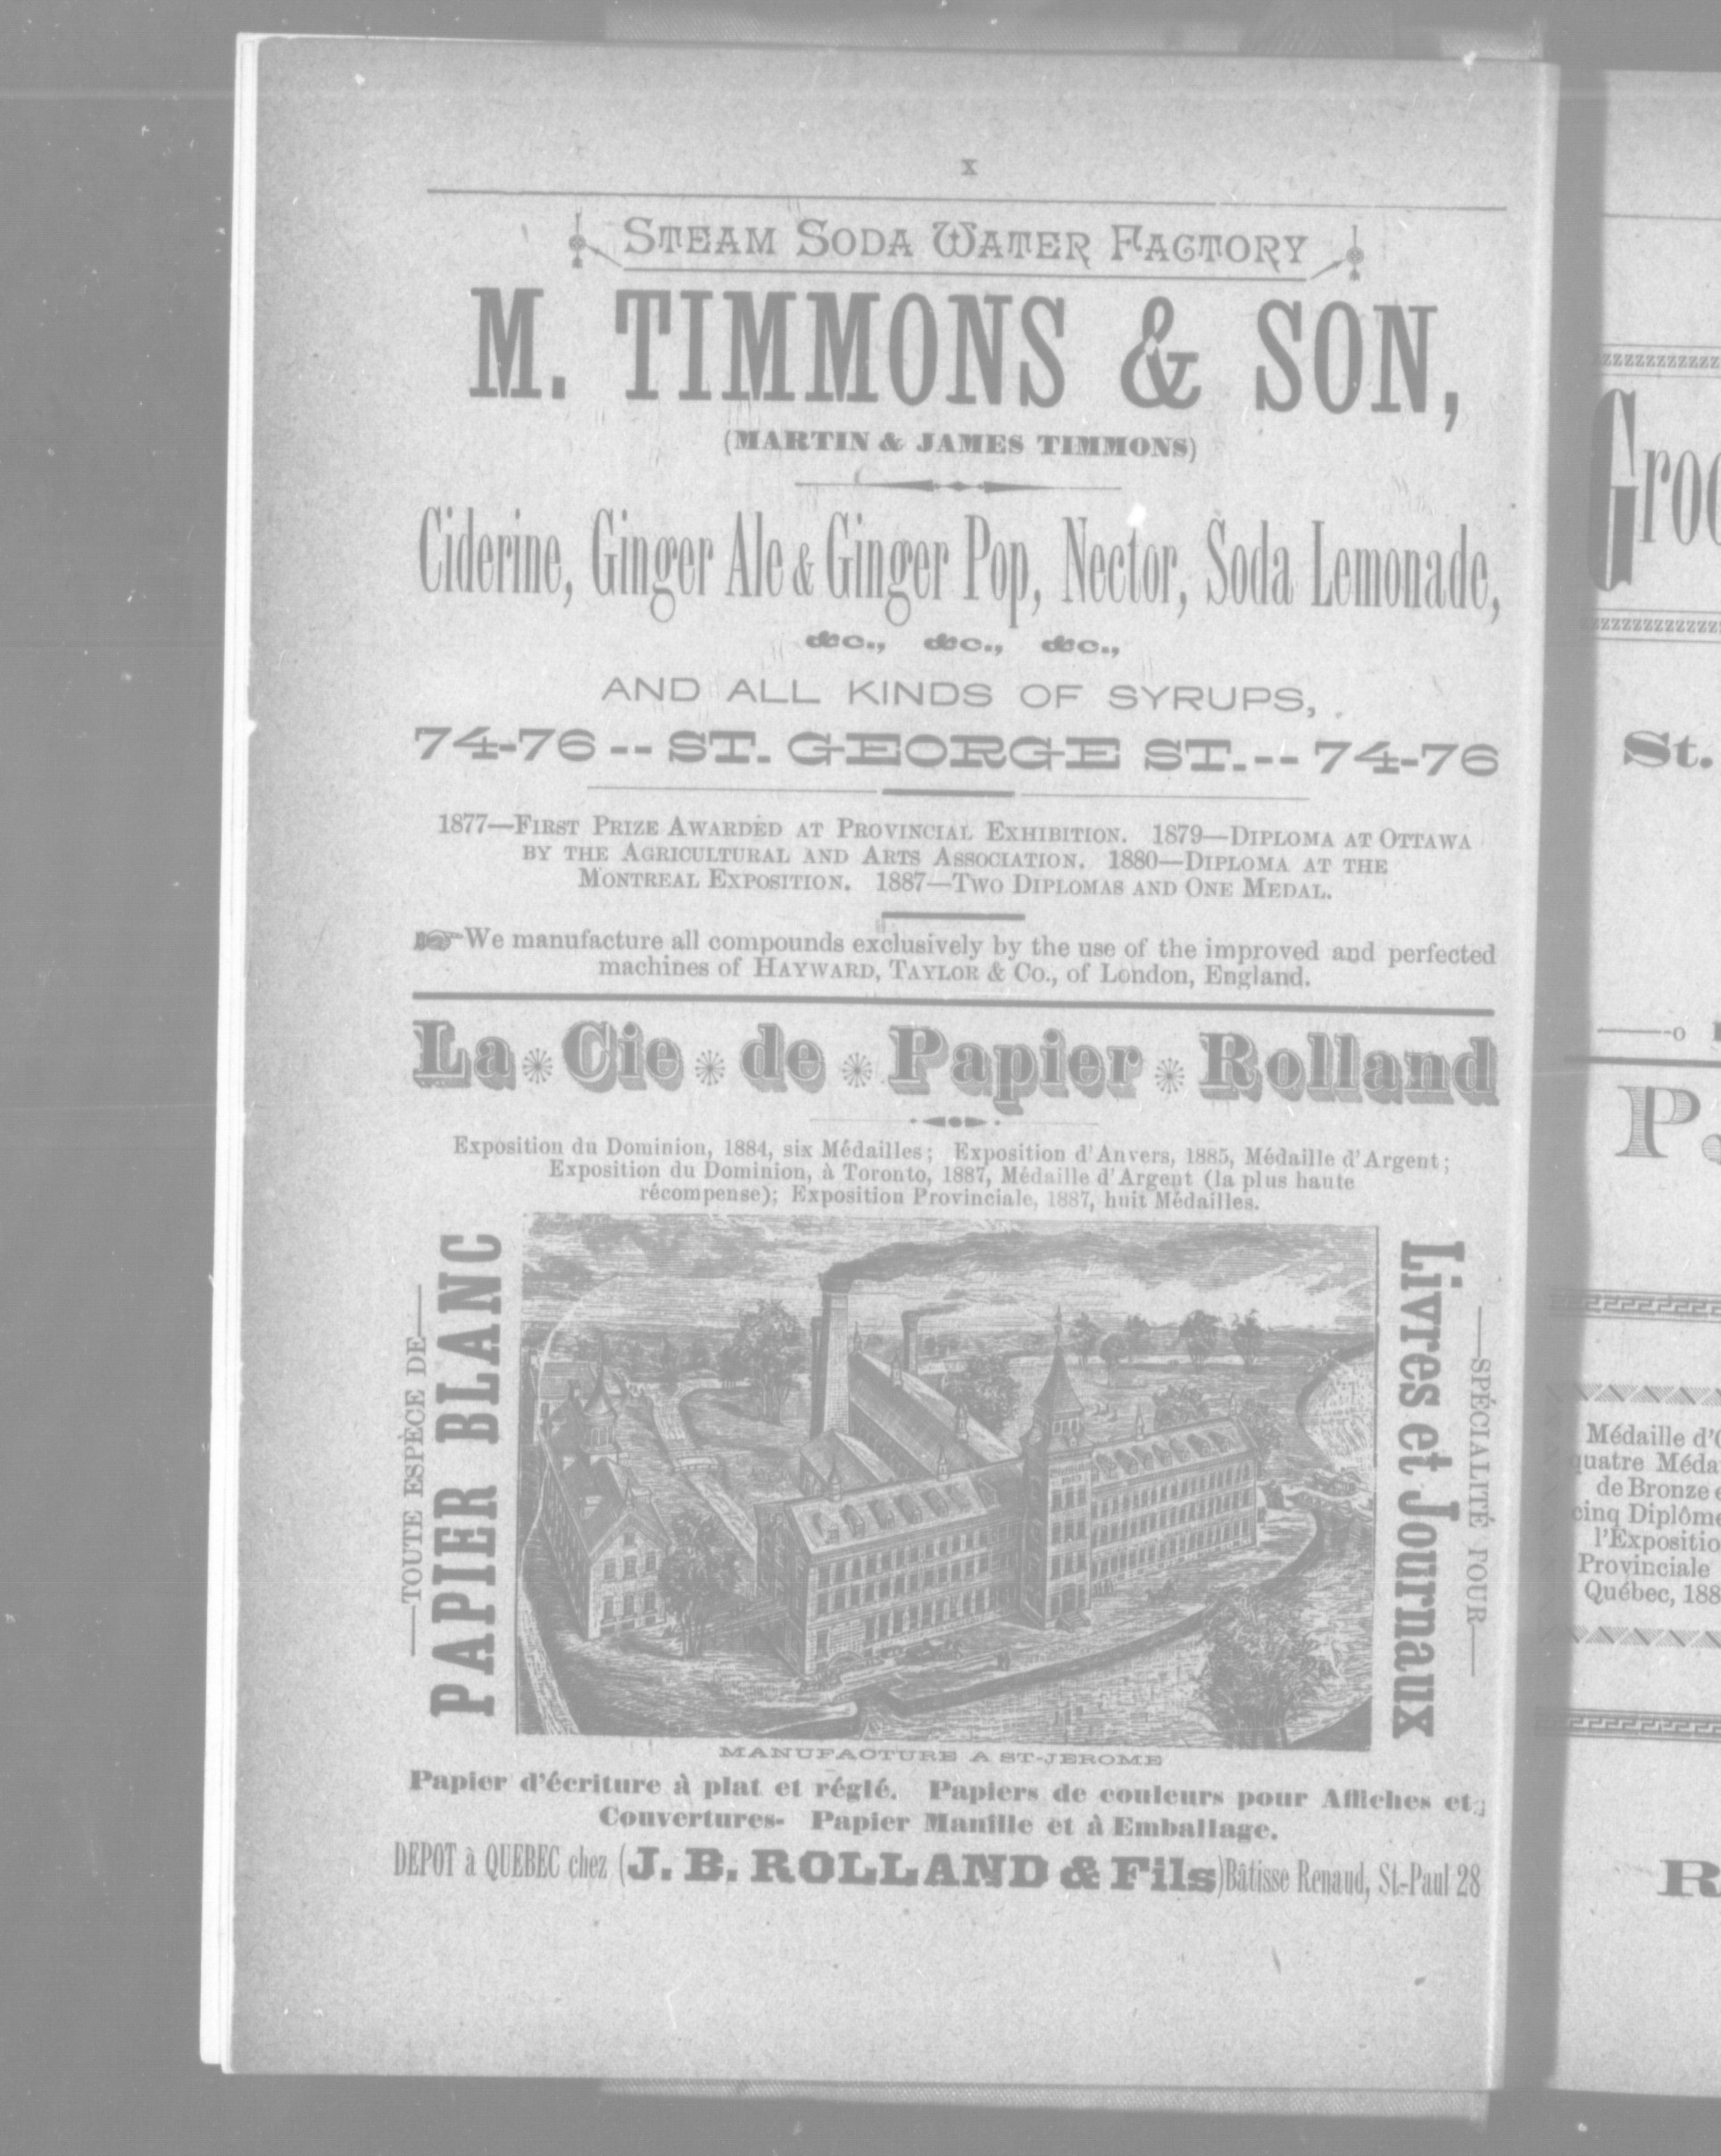 x
STEAM SODA WATER FACTORY
M. TIMMONS & SON,
(MARTIN & JAMES TIMMONS)
Ciderine, Ginger Ale & Ginger Pop, Nector, Soda Lemonade,
&c., &c., &c.,
AND ALL KINDS OF SYRUPS,
74-76 -- ST. GEORGE ST. -- 74-76
1877—FIRST PRIZE AWARDED AT PROVINCIAL EXHIBITION. 1879—DIPLOMA AT OTTAWA
BY THE AGRICULTURAL AND ARTS ASSOCIATION. 1880—DIPLOMA AT THE
MONTREAL EXPOSITION. 1887—TWO DIPLOMAS AND ONE MEDAL.
☞We manufacture all compounds exclusively by the use of the improved and perfected
machines of HAYWARD, TAYLOR & Co., of London, England.
La Cie de Papier Rolland
Exposition du Dominion, 1884, six Médailles; Exposition d'Anvers, 1885, Médaille d'Argent;
Exposition du Dominion, à Toronto, 1887, Médaille d'Argent (la plus haute
récompense); Exposition Provinciale, 1887, huit Médailles.
—TOUTE ESPÈCE DE—
PAPIER BLANC
—SPÉCIALITÉ POUR—
Livres et Journaux
MANUFACTURE A ST-JEROME
Papier d'écriture à plat et réglé. Papiers de couleurs pour Affiches et
Couvertures- Papier Manille et à Emballage.
DEPOT à QUEBEC chez (J. B. ROLLAND & Fils) Bâtisse Renaud, St-Paul 28
St.
Médaille d'
quatre Méda
de Bronze
cinq Diplôme
l'Expositio
Provinciale
Québec, 188